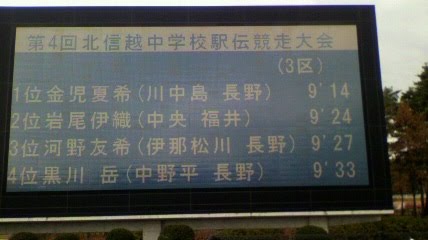 第4回北信越中学校駅伝競走大会
(3区)
1位金児夏希(川中島 長野) 9'14
2位岩尾伊織(中央 福井) 9'24
3位河野友希(伊那松川 長野) 9'27
4位黒川 岳(中野平 長野) 9'33